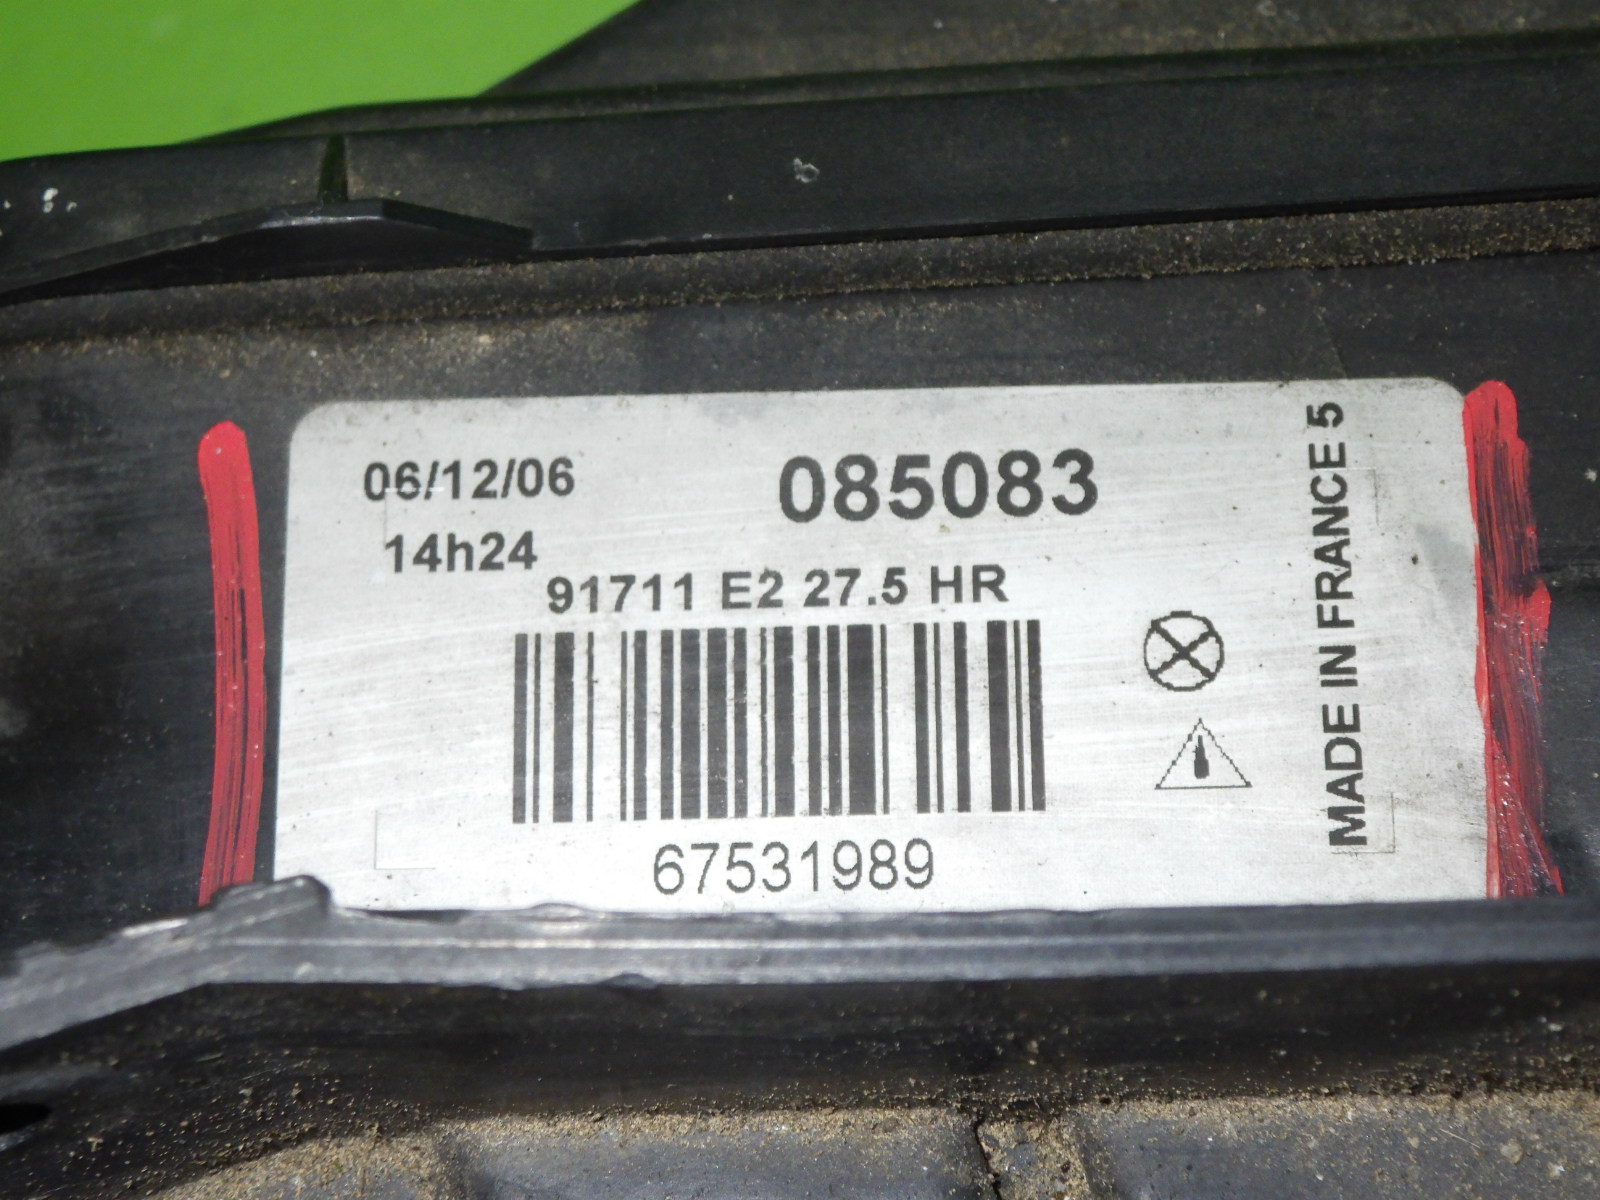 06/12/06
085083
14h24
91711 E2 27.5 HR
67531989
MADE IN FRANCE 5